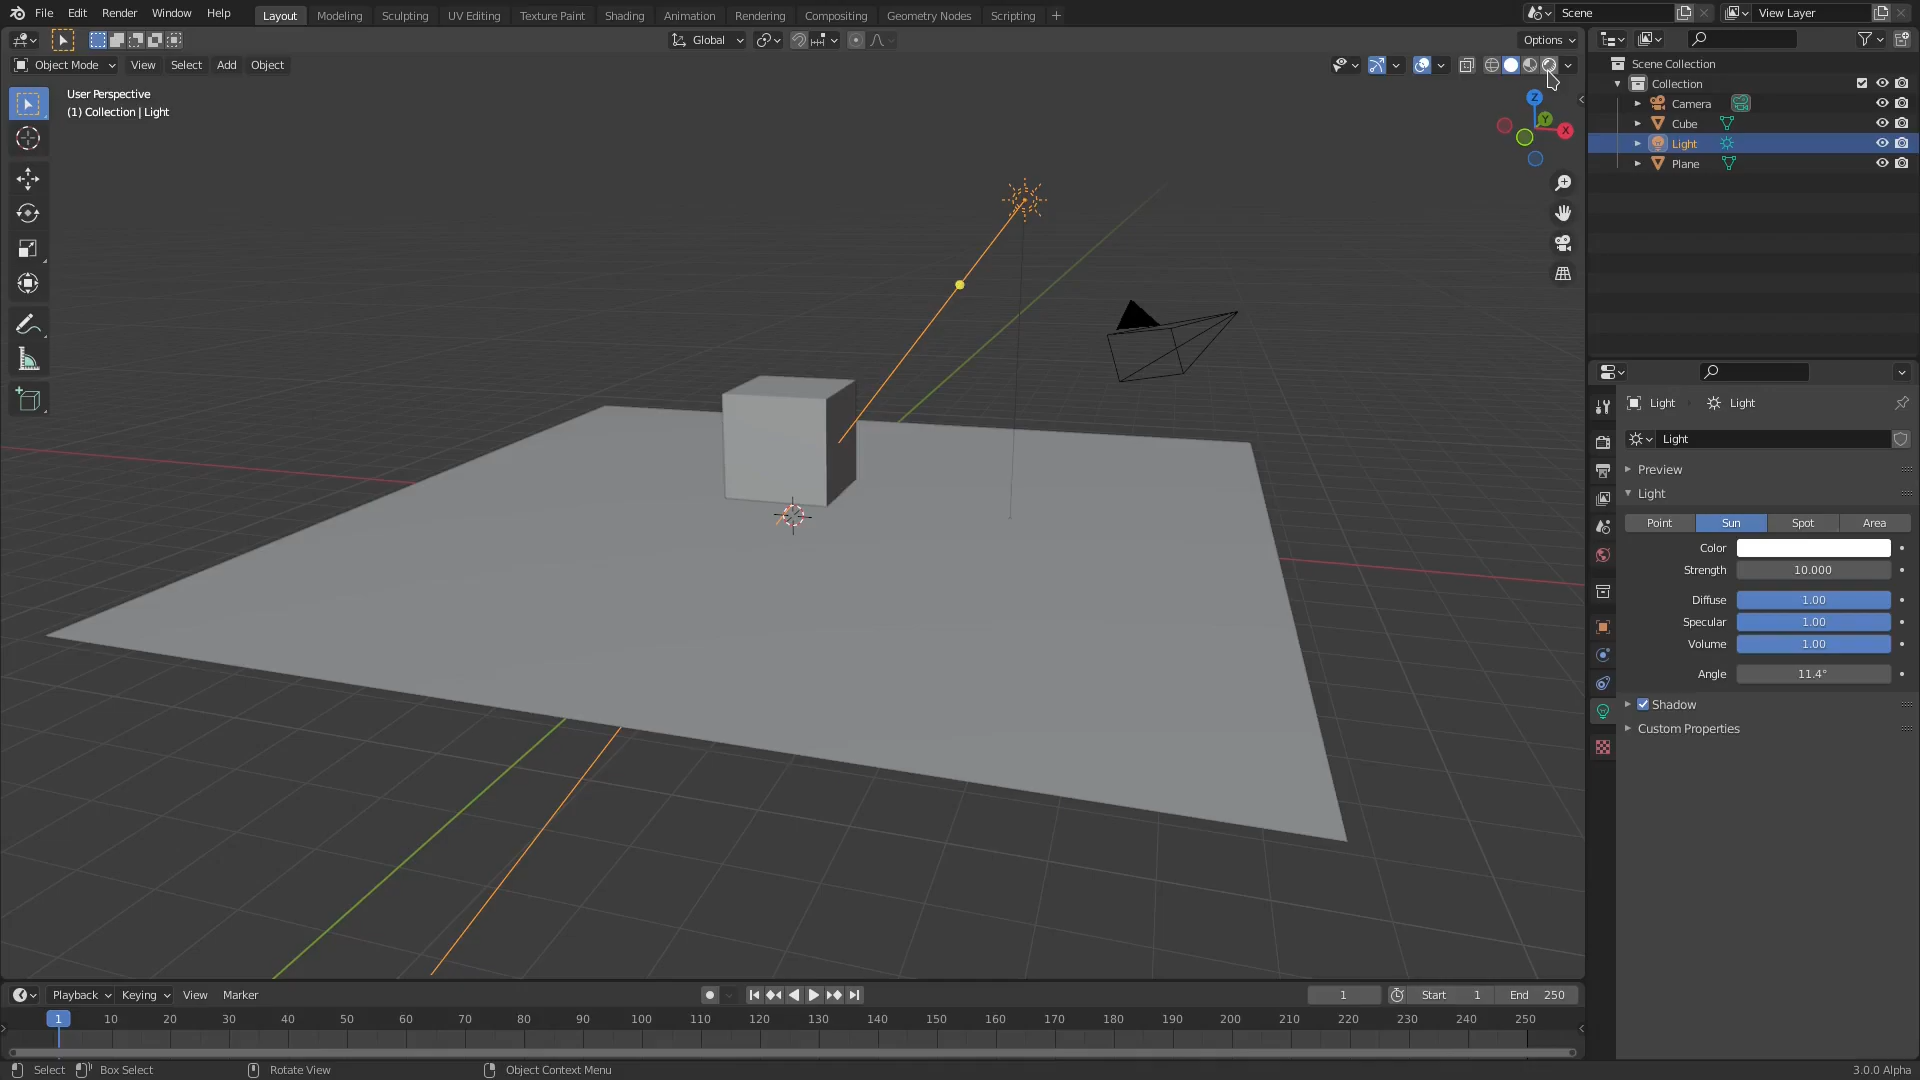 File Edit Render Window Help Layout Modeling Sculpting UV Editing Texture Paint Shading Animation Rendering Compositing Geometry Nodes Scripting + Scene View Layer
Global Options
Object Mode View Select Add Object
User Perspective
(1) Collection | Light
Z
Y
X
Scene Collection
Collection
Camera
Cube
Light
Plane
Light Light
Light
Preview
Light
Point Sun Spot Area
Color
Strength 10.000
Diffuse 1.00
Specular 1.00
Volume 1.00
Angle 11.4°
Shadow
Custom Properties
Playback Keying View Marker 1 Start 1 End 250
1 10 20 30 40 50 60 70 80 90 100 110 120 130 140 150 160 170 180 190 200 210 220 230 240 250
Select Box Select Rotate View Object Context Menu 3.0.0 Alpha